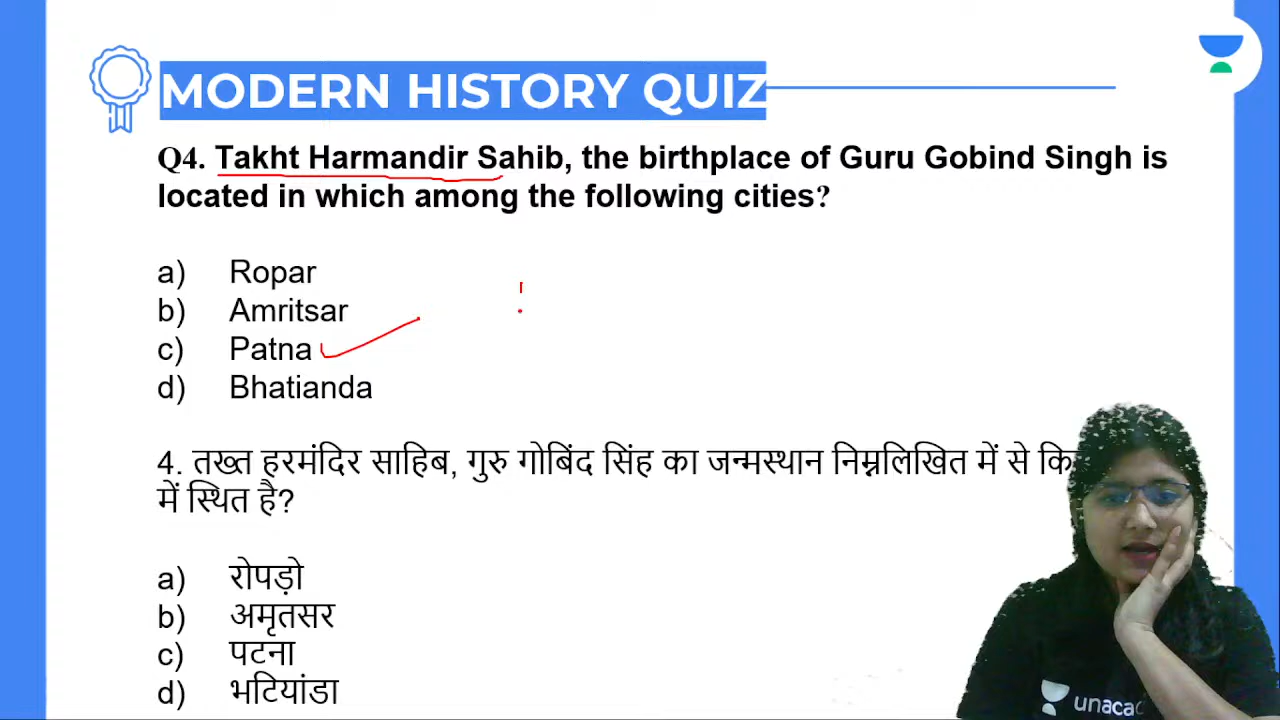 MODERN HISTORY QUIZ
Q4. Takht Harmandir Sahib, the birthplace of Guru Gobind Singh is
located in which among the following cities?
a) Ropar
b) Amritsar
c) Patna
d) Bhatianda
4. तख्त हरमंदिर साहिब, गुरु गोबिंद सिंह का जन्मस्थान निम्नलिखित में से
में स्थित है?
a) रोपड़ो
b) अमृतसर
c) पटना
d) भटियांडा